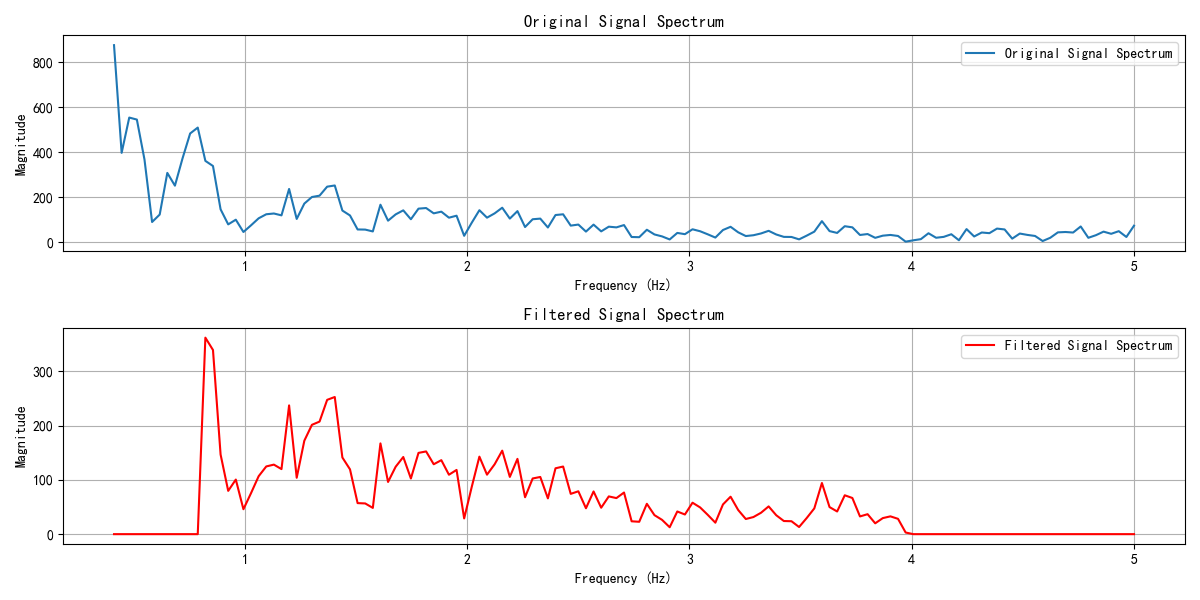 Original Signal Spectrum
800
600
400
200
0
Magnitude
Original Signal Spectrum
1 2 3 4 5
Frequency (Hz)
Filtered Signal Spectrum
300
200
100
0
Magnitude
Filtered Signal Spectrum
1 2 3 4 5
Frequency (Hz)